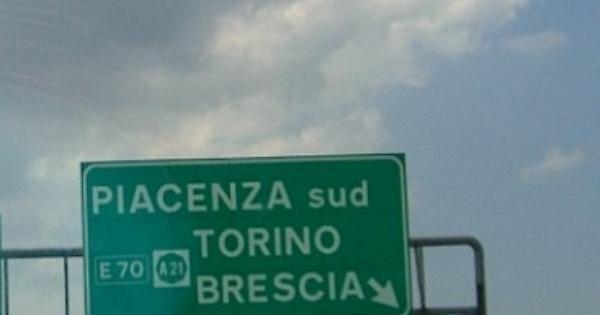 PIACENZA sud
TORINO
E 70 A21 BRESCIA